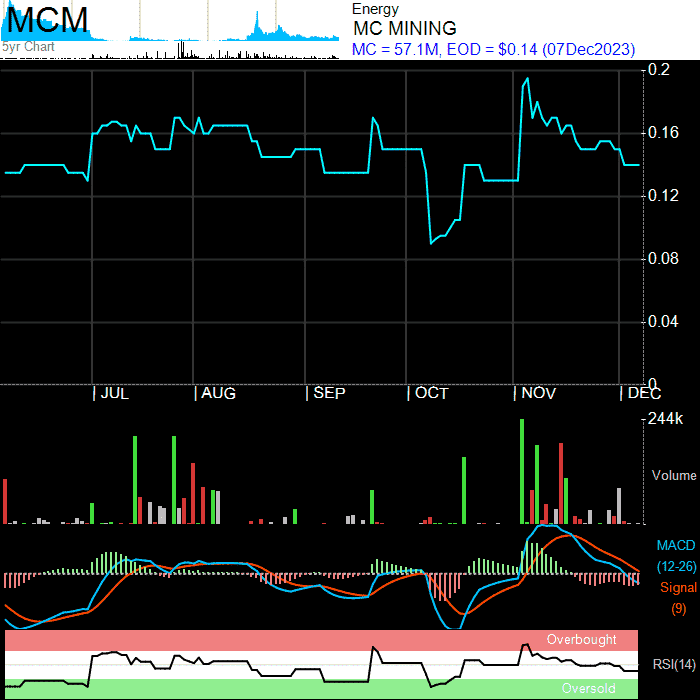 MCM
5yr Chart
Energy
MC MINING
MC = 57.1M, EOD = $0.14 (07Dec2023)
0.2
0.16
0.12
0.08
0.04
0
JUL AUG SEP OCT NOV DEC
244k
Volume
MACD
(12-26)
Signal
(9)
Overbought
RSI(14)
Oversold